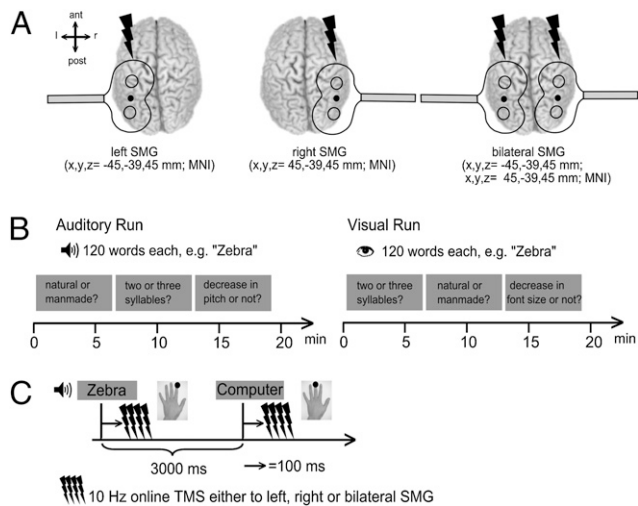 A
ant
l r
post
left SMG
(x,y,z= -45,-39,45 mm; MNI)
right SMG
(x,y,z= 45,-39,45 mm; MNI)
bilateral SMG
(x,y,z= -45,-39,45 mm;
x,y,z= 45,-39,45 mm; MNI)
B
Auditory Run
120 words each, e.g. "Zebra"
natural or
manmade?
two or three
syllables?
decrease in
pitch or not?
0 5 10 15 20 min
Visual Run
120 words each, e.g. "Zebra"
two or three
syllables?
natural or
manmade?
decrease in
font size or not?
0 5 10 15 20 min
C
Zebra
Computer
3000 ms
=100 ms
10 Hz online TMS either to left, right or bilateral SMG